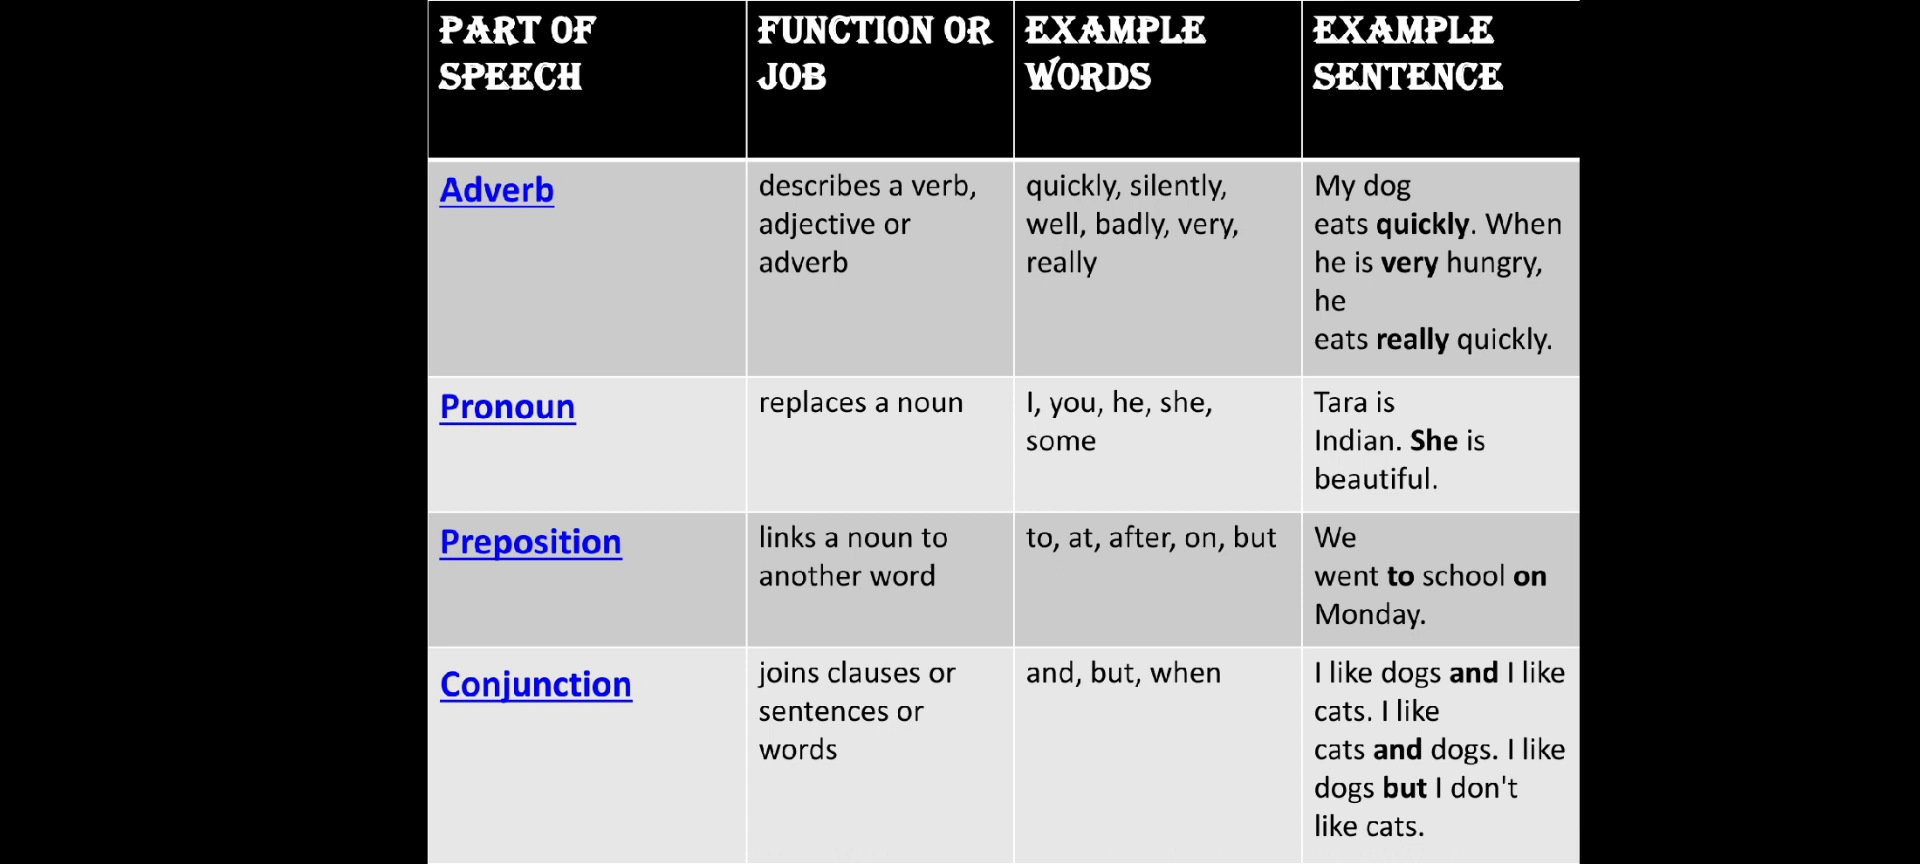 PART OF
SPEECH
FUNCTION OR
JOB
EXAMPLE
WORDS
EXAMPLE
SENTENCE
Adverb
describes a verb,
adjective or
adverb
quickly, silently,
well, badly, very,
really
My dog
eats quickly. When
he is very hungry,
he
eats really quickly.
Pronoun
replaces a noun
I, you, he, she,
some
Tara is
Indian. She is
beautiful.
Preposition
links a noun to
another word
to, at, after, on, but
We
went to school on
Monday.
Conjunction
joins clauses or
sentences or
words
and, but, when
I like dogs and I like
cats. I like
cats and dogs. I like
dogs but I don't
like cats.